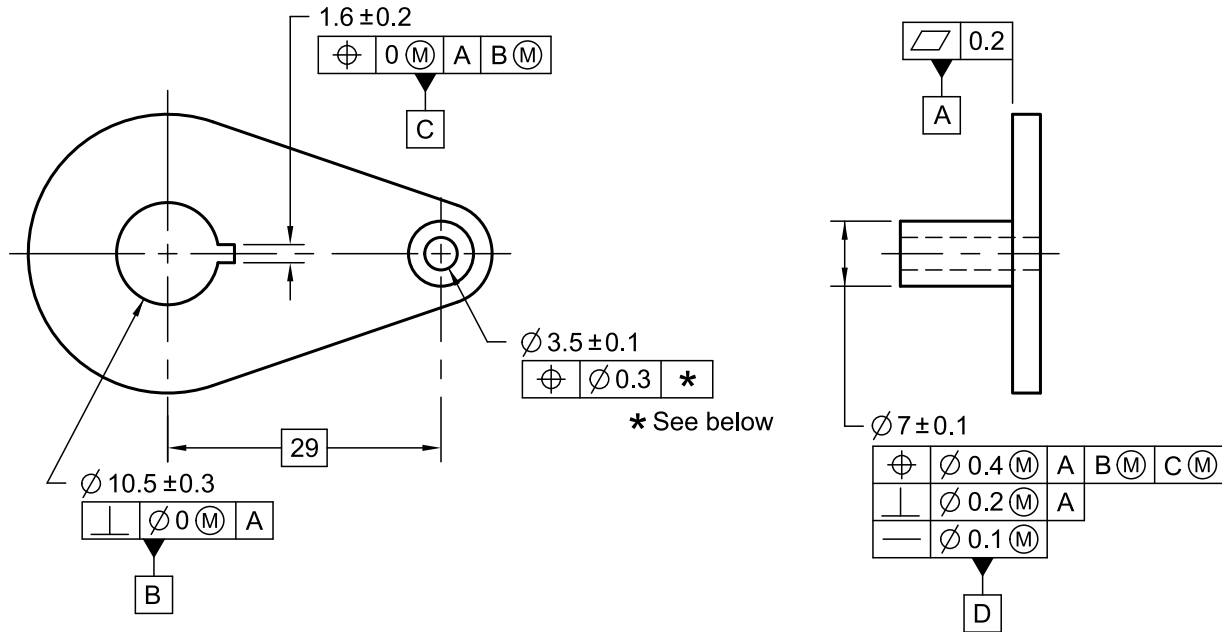 1.6 ±0.2
⌖ 0 Ⓜ A B Ⓜ
C
⏥ 0.2
A
∅ 3.5 ±0.1
⌖ ∅ 0.3 *
* See below
29
∅ 10.5 ±0.3
⟂ ∅ 0 Ⓜ A
B
∅ 7 ±0.1
⌖ ∅ 0.4 Ⓜ A B Ⓜ C Ⓜ
⟂ ∅ 0.2 Ⓜ A
⏤ ∅ 0.1 Ⓜ
D